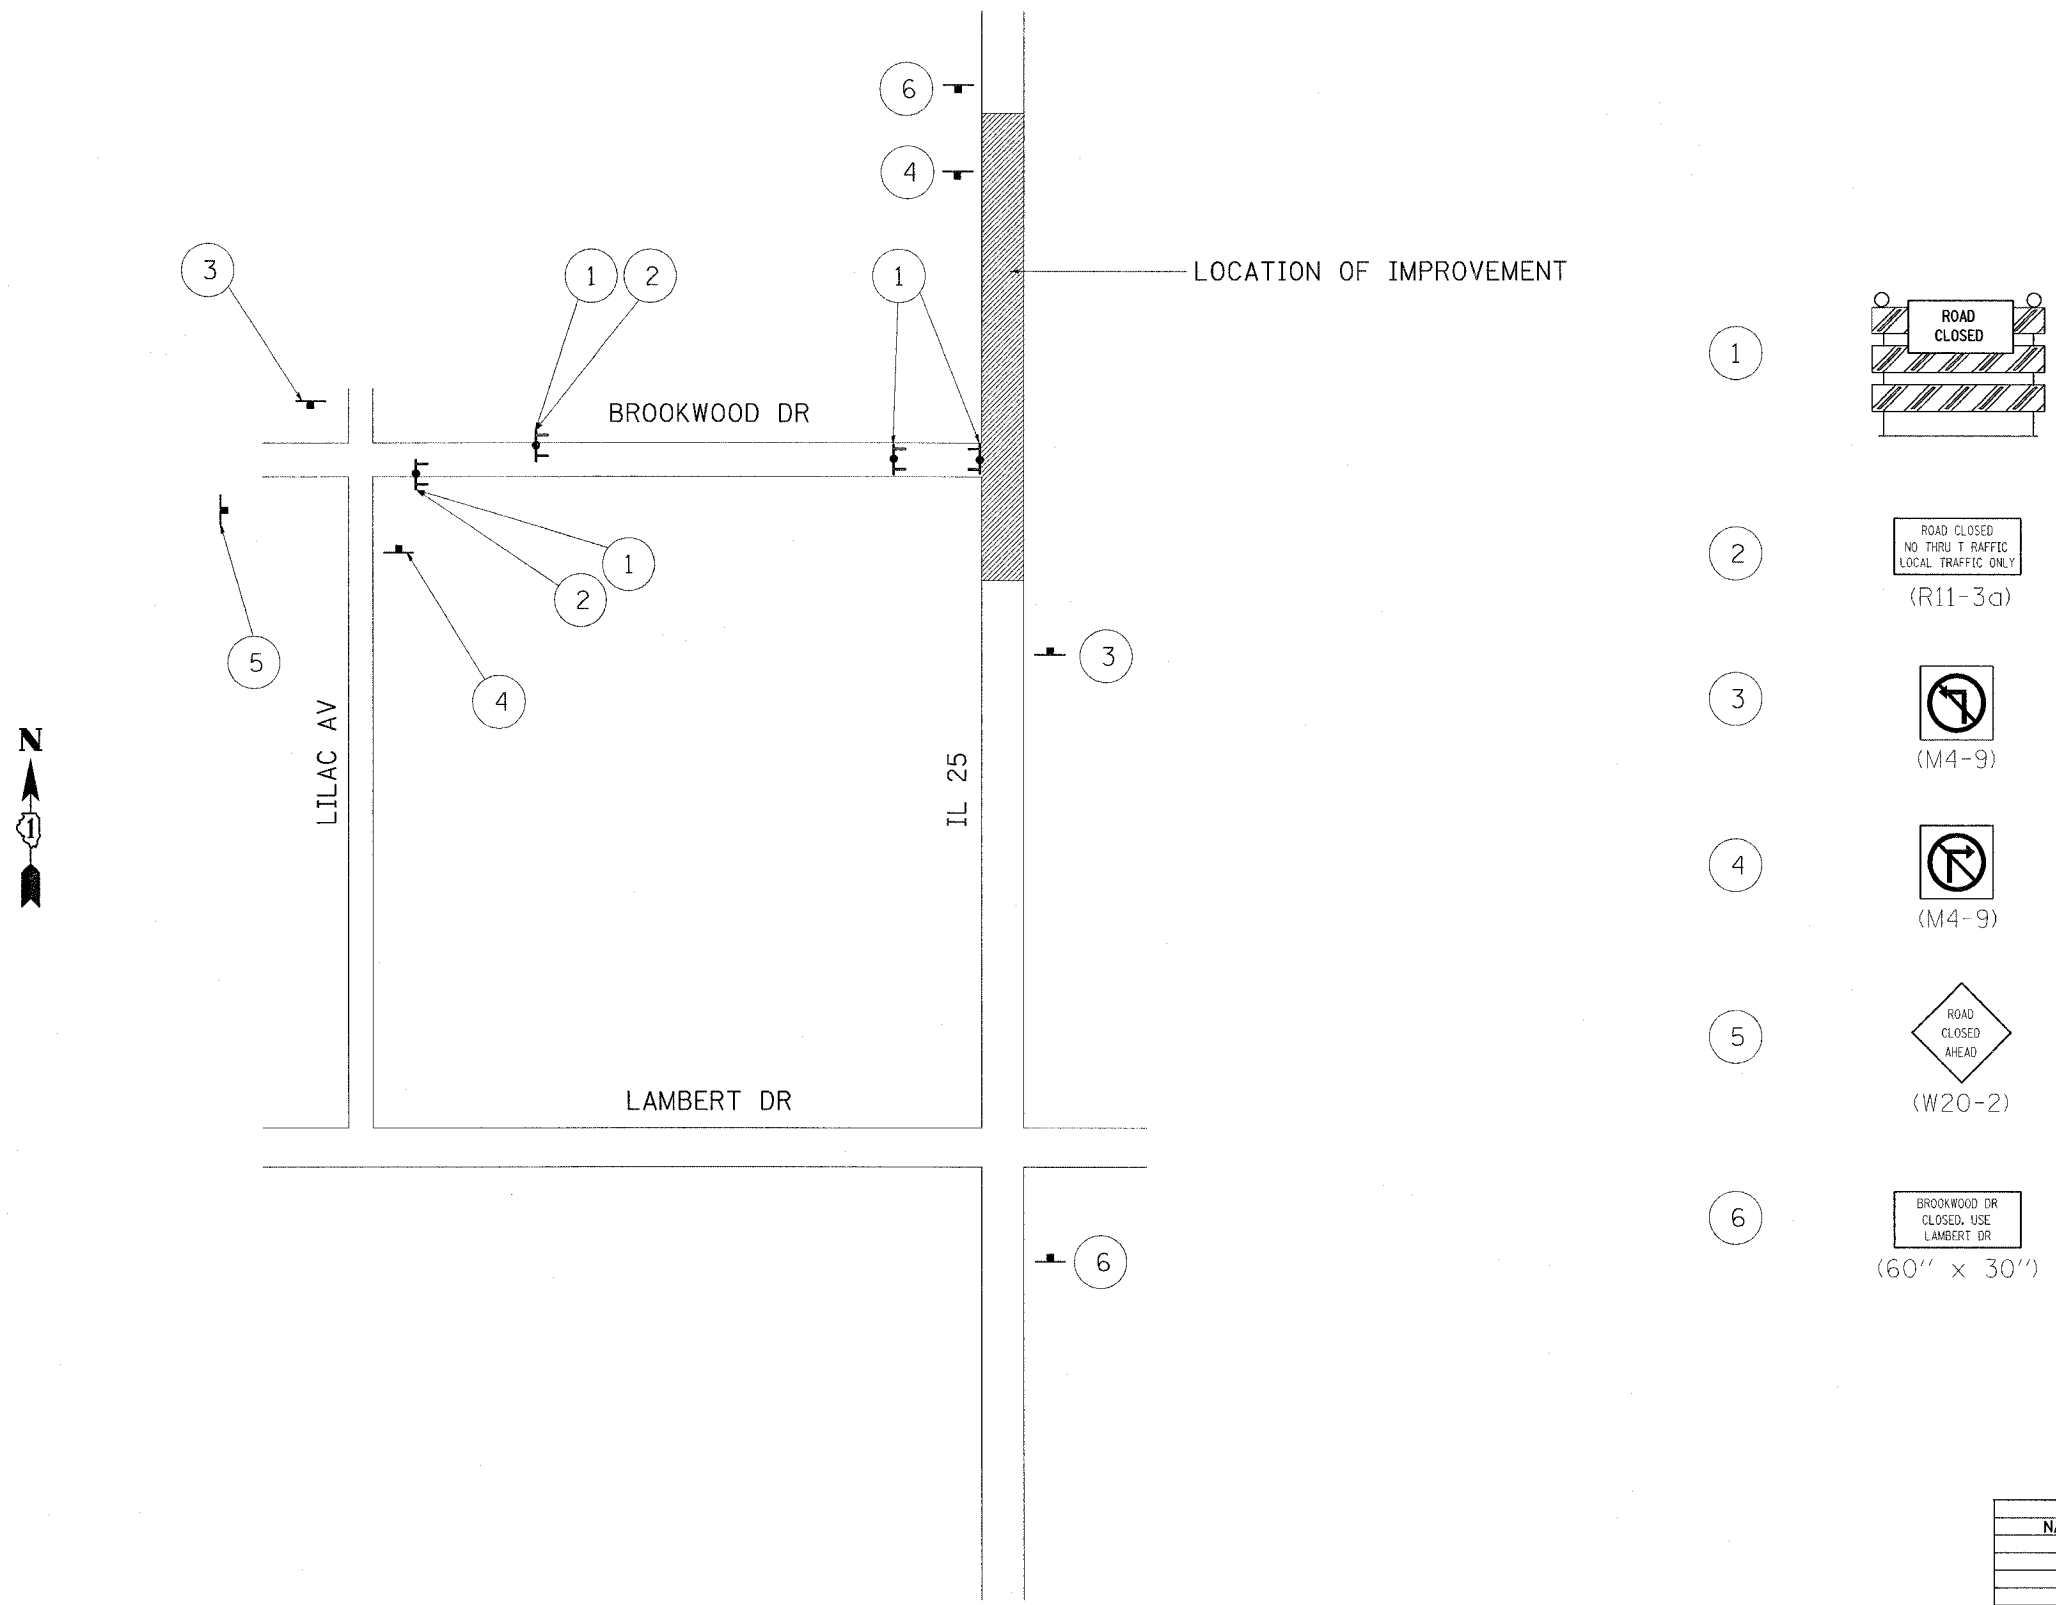 6
4
3
1 2
1
LOCATION OF IMPROVEMENT
BROOKWOOD DR
1
2
5
4
3
N
1
LILAC AV
IL 25
LAMBERT DR
6
1
ROAD
CLOSED
2
ROAD CLOSED
NO THRU T RAFFIC
LOCAL TRAFFIC ONLY
(R11-3a)
3
(M4-9)
4
(M4-9)
5
ROAD
CLOSED
AHEAD
(W20-2)
6
BROOKWOOD DR
CLOSED, USE
LAMBERT DR
(60'' x 30'')